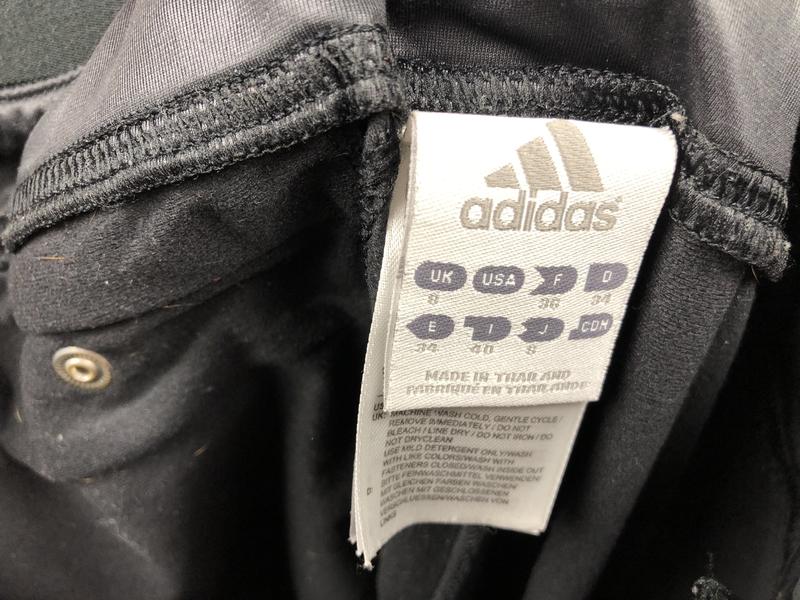 adidas
UK USA F D
8 36 34
E I J CDN
34 40 S
MADE IN THAILAND
FABRIQUÉ EN THAILANDE
UK: MACHINE WASH COLD, GENTLE CYCLE /
REMOVE IMMEDIATELY / DO NOT
BLEACH / LINE DRY / DO NOT IRON / DO
NOT DRYCLEAN
USE MILD DETERGENT ONLY/WASH
WITH LIKE COLORS/WASH WITH
FASTENERS CLOSED/WASH INSIDE OUT
BITTE FEINWASCHMITTEL VERWENDEN/
MIT GLEICHEN FARBEN WASCHEN/
WASCHEN MIT GESCHLOSSENEN
VERSCHLUESSEN/WASCHEN VON
LINKS